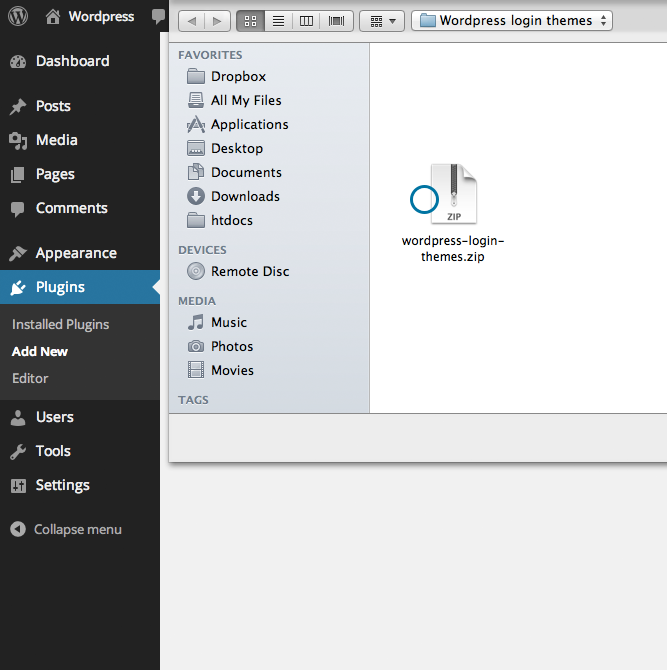 Wordpress
Dashboard
Posts
Media
Pages
Comments
Appearance
Plugins
Installed Plugins
Add New
Editor
Users
Tools
Settings
Collapse menu
Wordpress login themes
FAVORITES
Dropbox
All My Files
Applications
Desktop
Documents
Downloads
htdocs
DEVICES
Remote Disc
MEDIA
Music
Photos
Movies
TAGS
ZIP
wordpress-login-
themes.zip